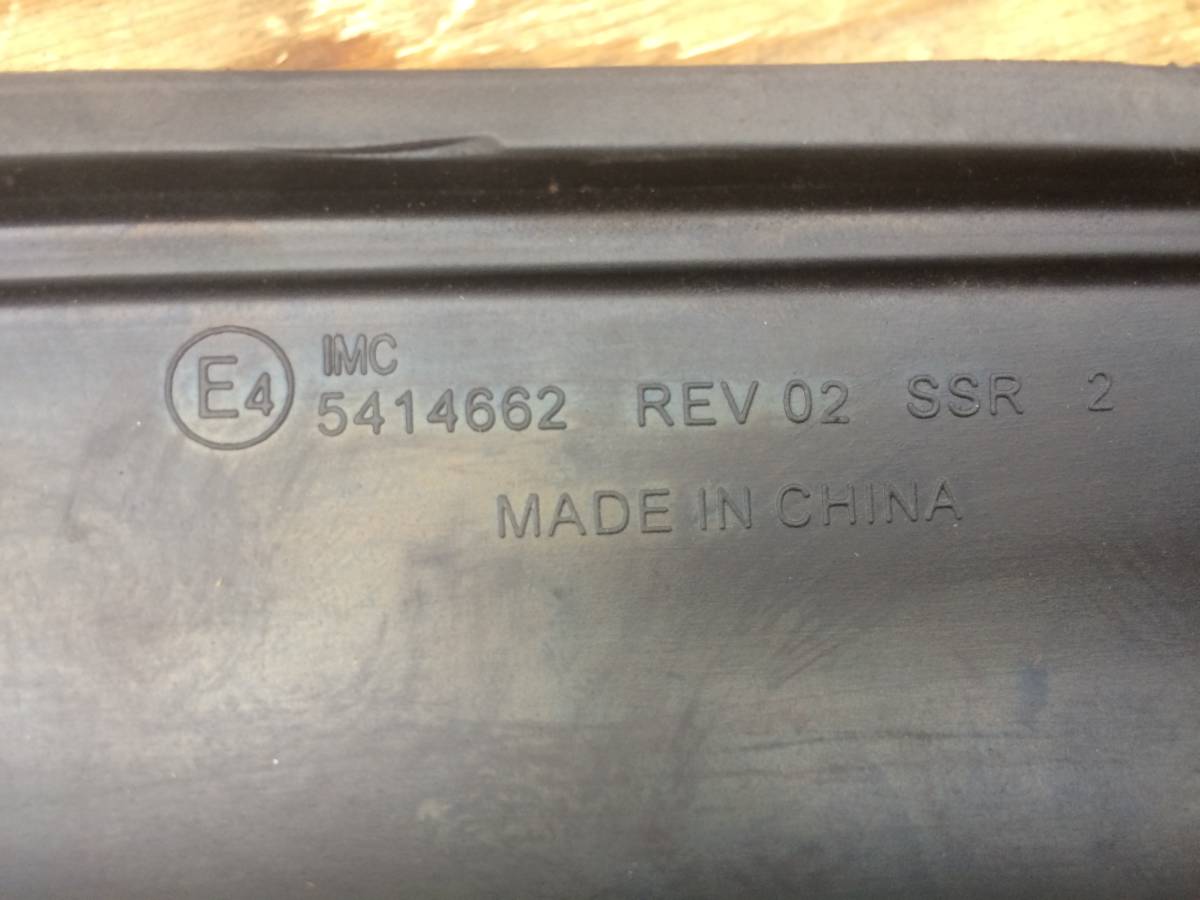 E4 IMC
5414662 REV 02 SSR 2
MADE IN CHINA